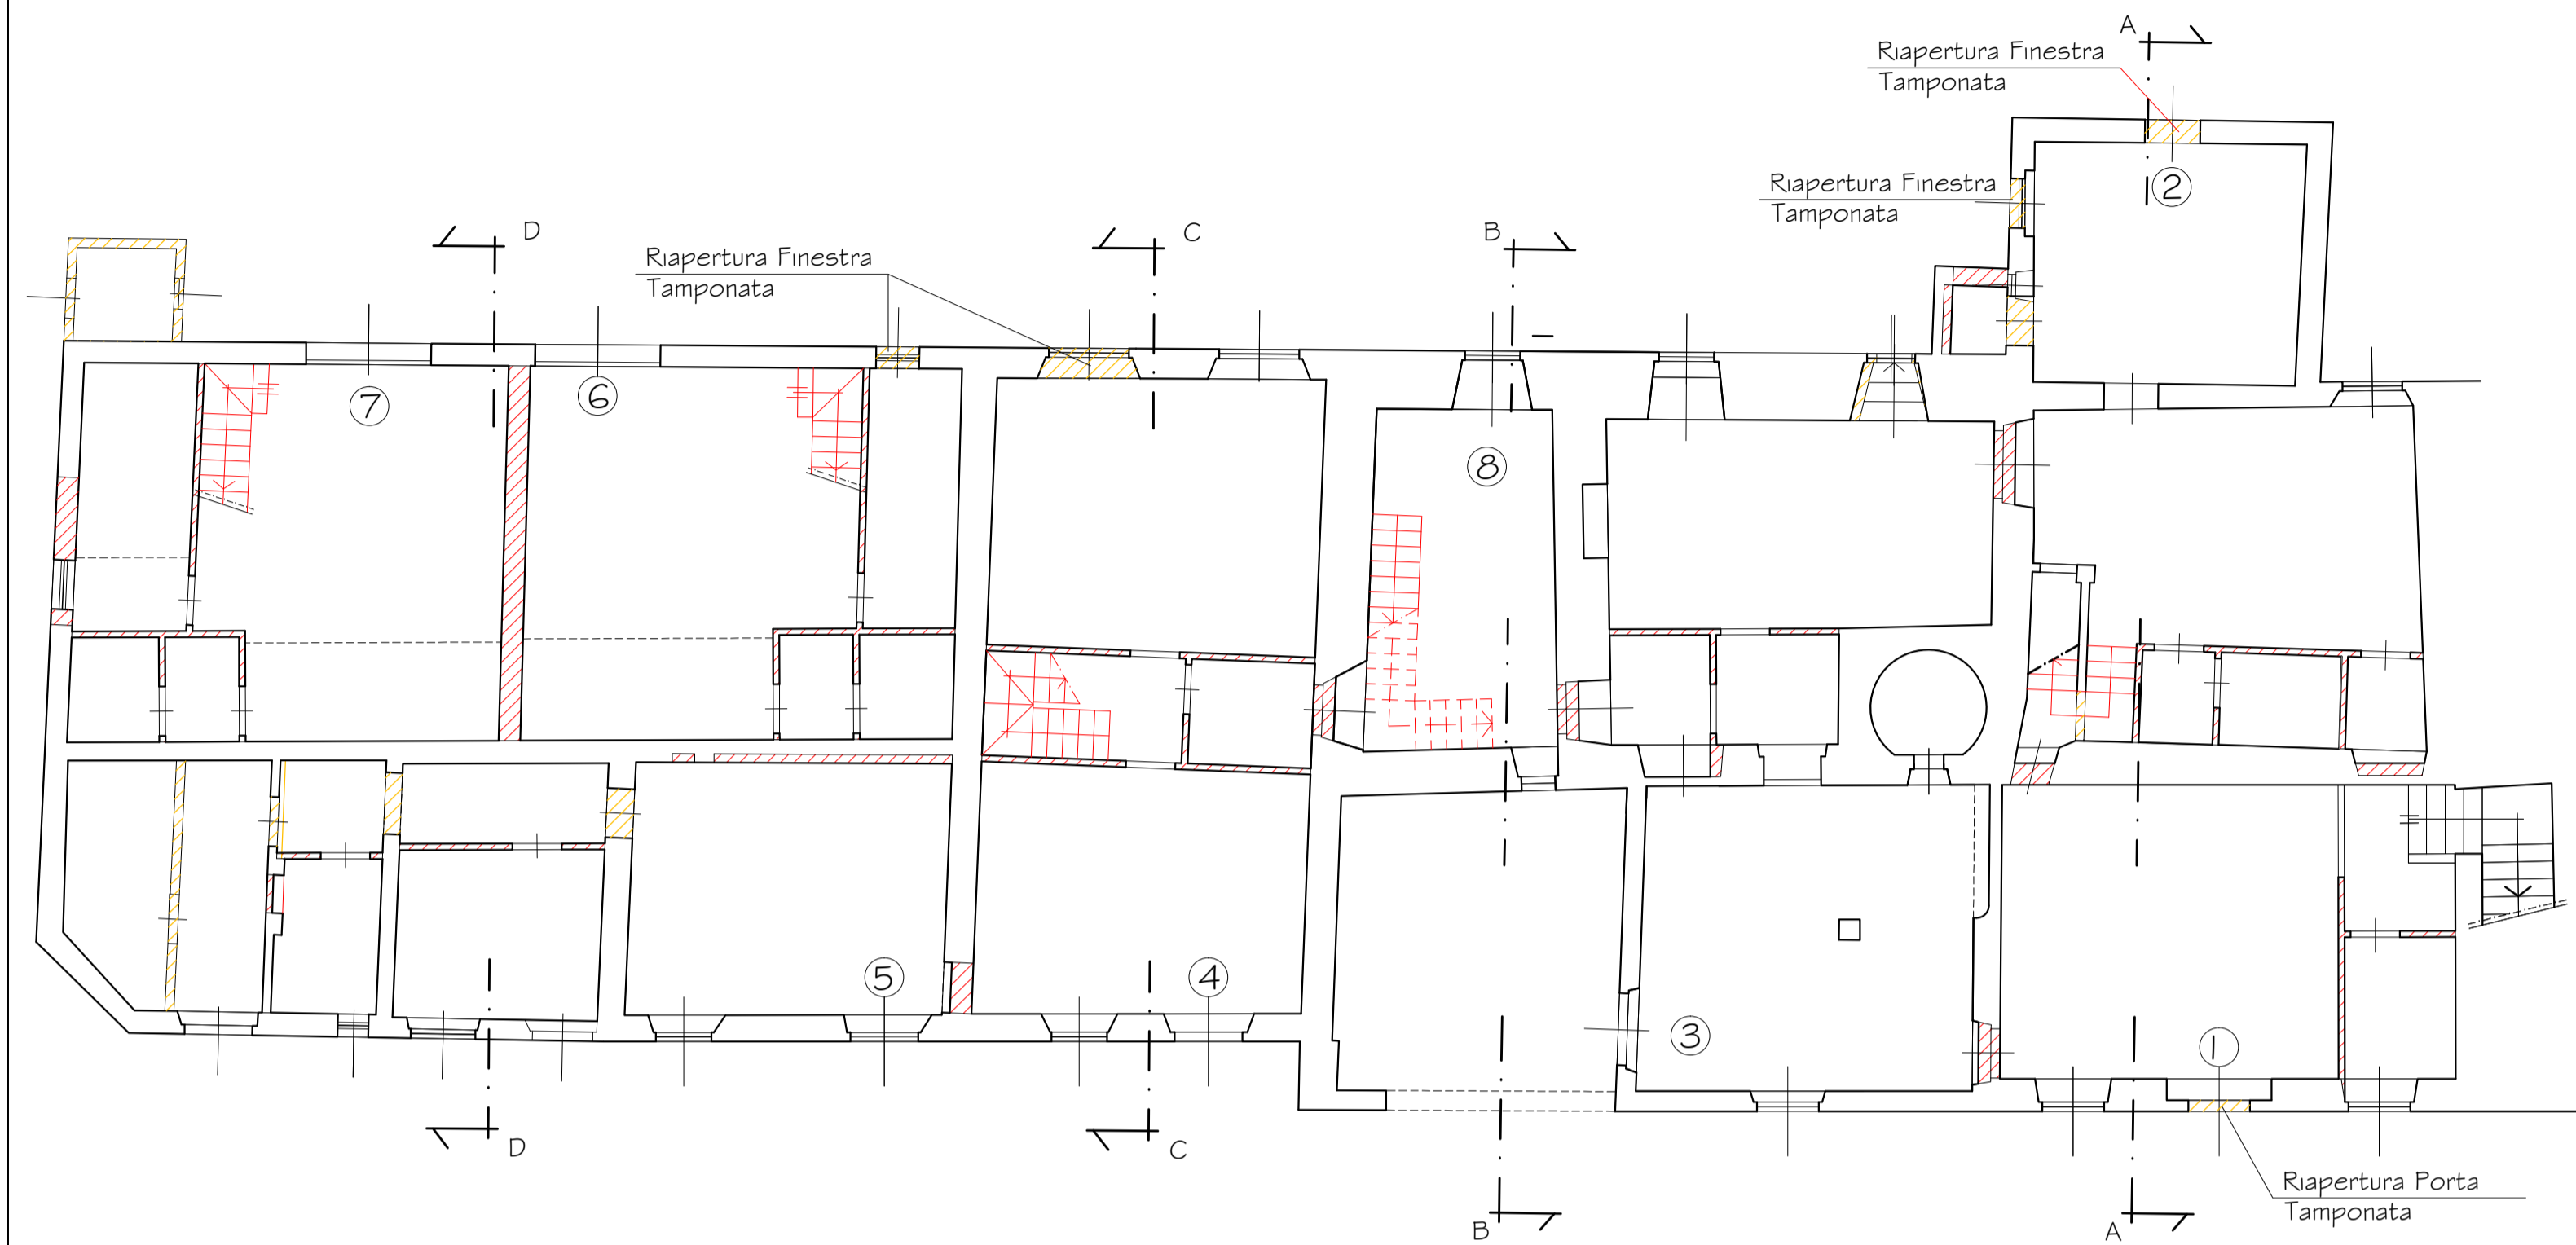 A
Riapertura Finestra
Tamponata
Riapertura Finestra
Tamponata
2
D
C
B
Riapertura Finestra
Tamponata
7
6
8
5
4
3
1
D
C
Riapertura Porta
Tamponata
B
A